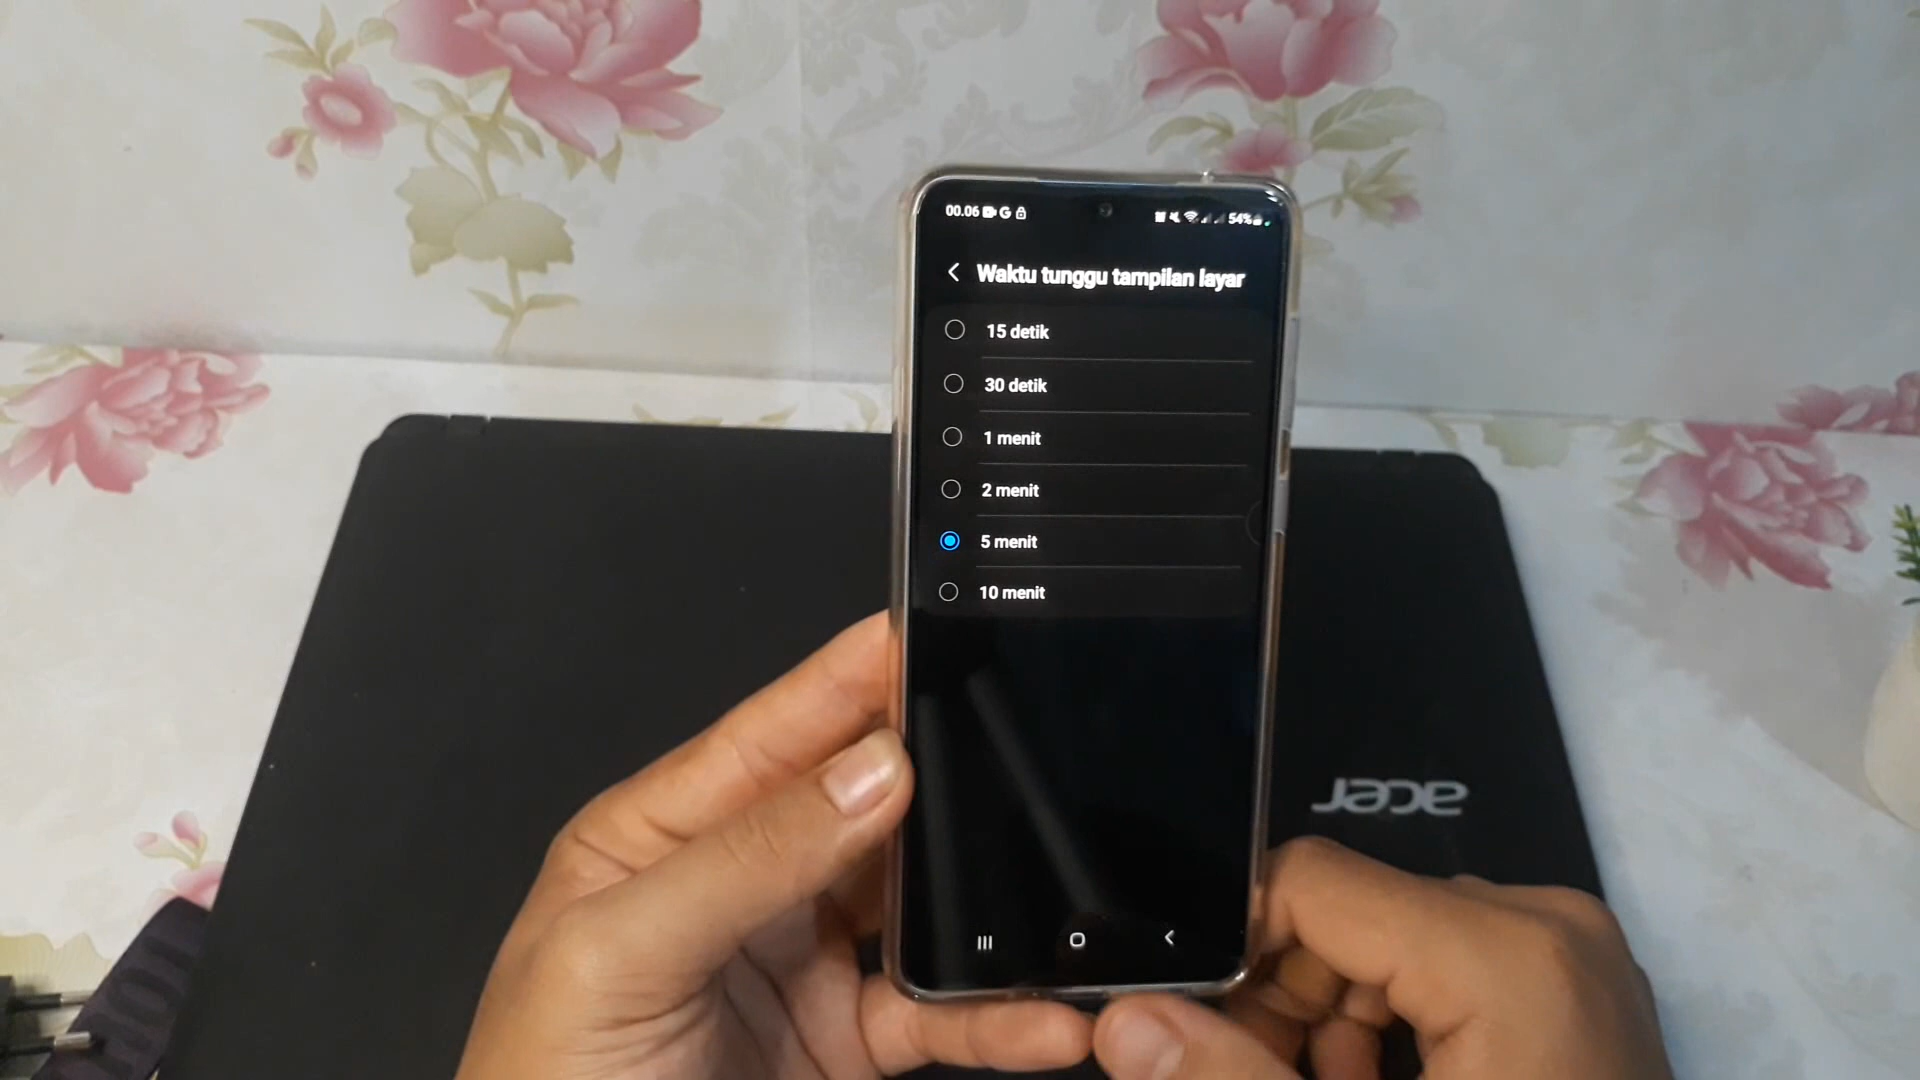 00.06 G
54%
Waktu tunggu tampilan layar
15 detik
30 detik
1 menit
2 menit
5 menit
10 menit
acer